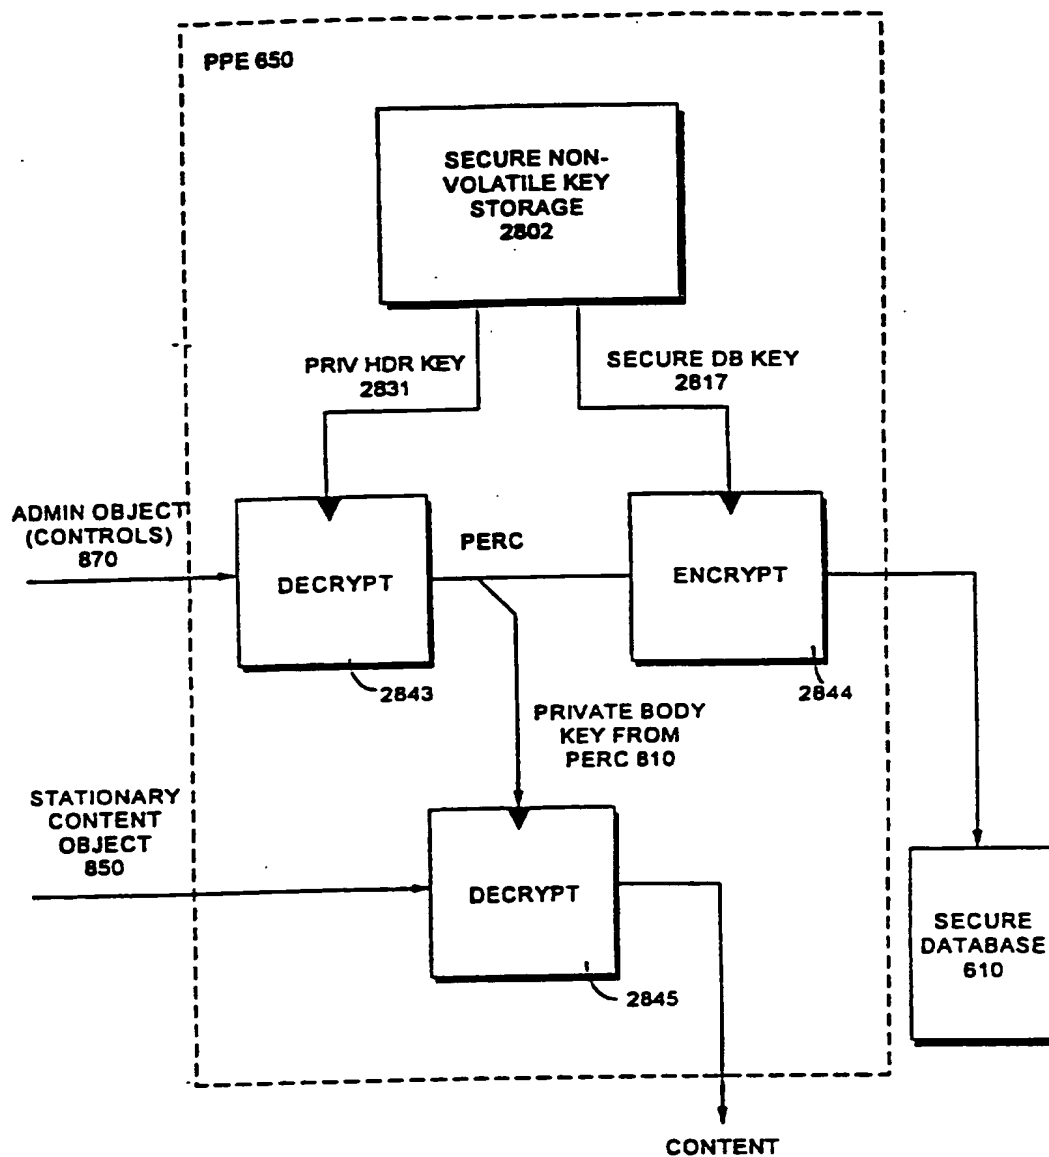 PPE 650
SECURE NON-
VOLATILE KEY
STORAGE
2802
PRIV HDR KEY
2831
SECURE DB KEY
2817
ADMIN OBJECT
(CONTROLS)
870
DECRYPT
PERC
ENCRYPT
2843
2844
PRIVATE BODY
KEY FROM
PERC 810
STATIONARY
CONTENT
OBJECT
850
DECRYPT
2845
SECURE
DATABASE
610
CONTENT